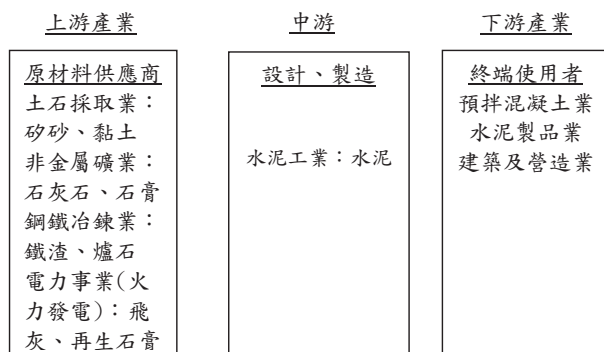 上游產業
原材料供應商
土石採取業：
矽砂、黏土
非金屬礦業：
石灰石、石膏
鋼鐵冶鍊業：
鐵渣、爐石
電力事業(火
力發電)：飛
灰、再生石膏
中游
設計、製造
水泥工業：水泥
下游產業
終端使用者
預拌混凝土業
水泥製品業
建築及營造業